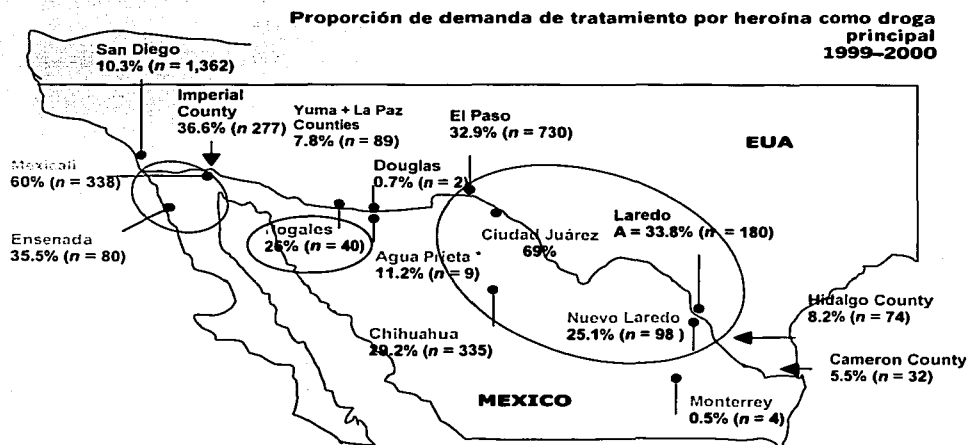 Proporción de demanda de tratamiento por heroína como droga
principal
1999–2000
San Diego
10.3% (n = 1,362)
Imperial
County
36.6% (n 277)
Yuma + La Paz
Counties
7.8% (n = 89)
El Paso
32.9% (n = 730)
EUA
Mexicali
60% (n = 338)
Douglas
0.7% (n = 2)
Ensenada
35.5% (n = 80)
Nogales
26% (n = 40)
Agua Prieta *
11.2% (n = 9)
Ciudad Juárez
69%
Laredo
A = 33.8% (n = 180)
Chihuahua
29.2% (n = 335)
Nuevo Laredo
25.1% (n = 98 )
Hidalgo County
8.2% (n = 74)
Cameron County
5.5% (n = 32)
MEXICO
Monterrey
0.5% (n = 4)